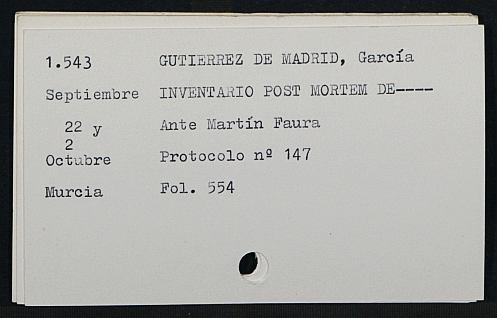 1.543 GUTIERREZ DE MADRID, García
Septiembre INVENTARIO POST MORTEM DE----
22 y Ante Martín Faura
2
Octubre Protocolo nº 147
Murcia Fol. 554